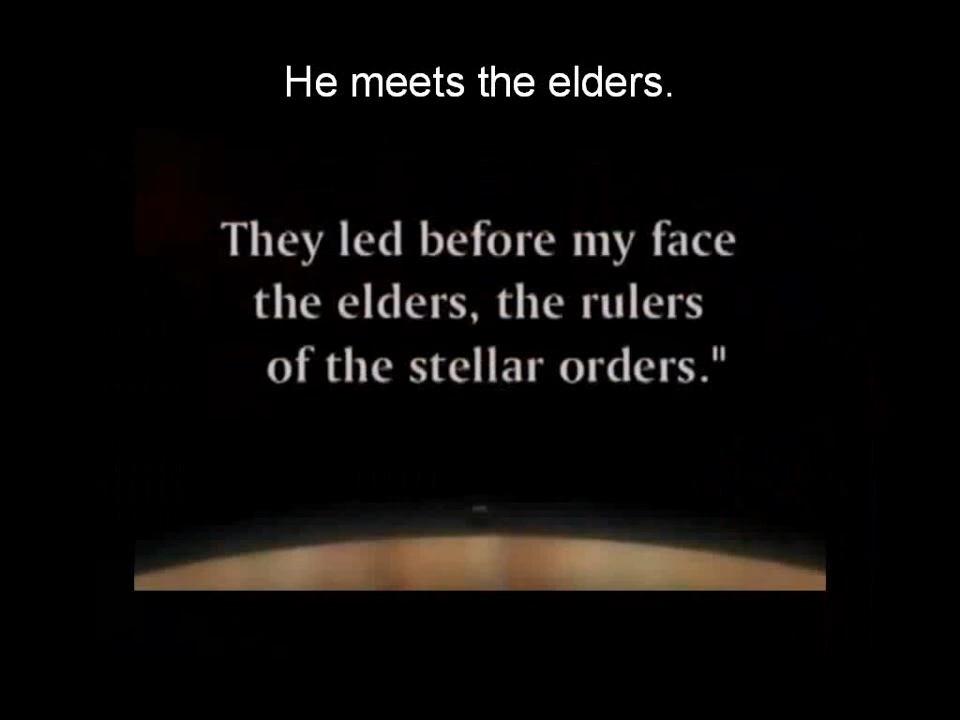 He meets the elders.
They led before my face
the elders, the rulers
of the stellar orders."